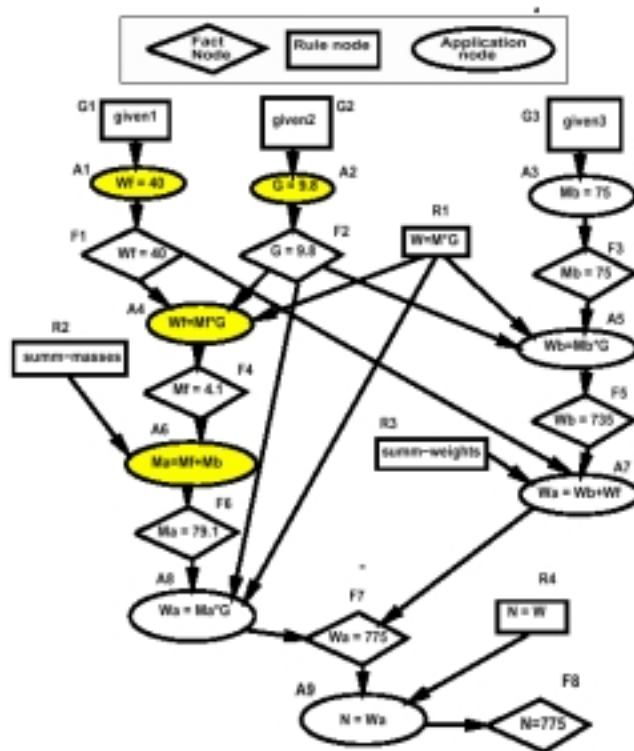 Fact
Node
Rule node
Application
node
G1
given1
given2
G2
G3
given3
A1
Wf = 40
G = 9.8
A2
A3
Mb = 75
F1
Wf = 40
G = 9.8
F2
R1
W=M*G
F3
Mb = 75
A4
Wf=Mf*G
A5
Wb=Mb*G
R2
summ-masses
Mf = 4.1
F4
F5
Wb = 735
A6
Ma=Mf+Mb
R3
summ-weights
A7
Wa = Wb+Wf
F6
Ma = 79.1
A8
Wa = Ma*G
F7
Wa = 775
R4
N = W
A9
N = Wa
F8
N=775